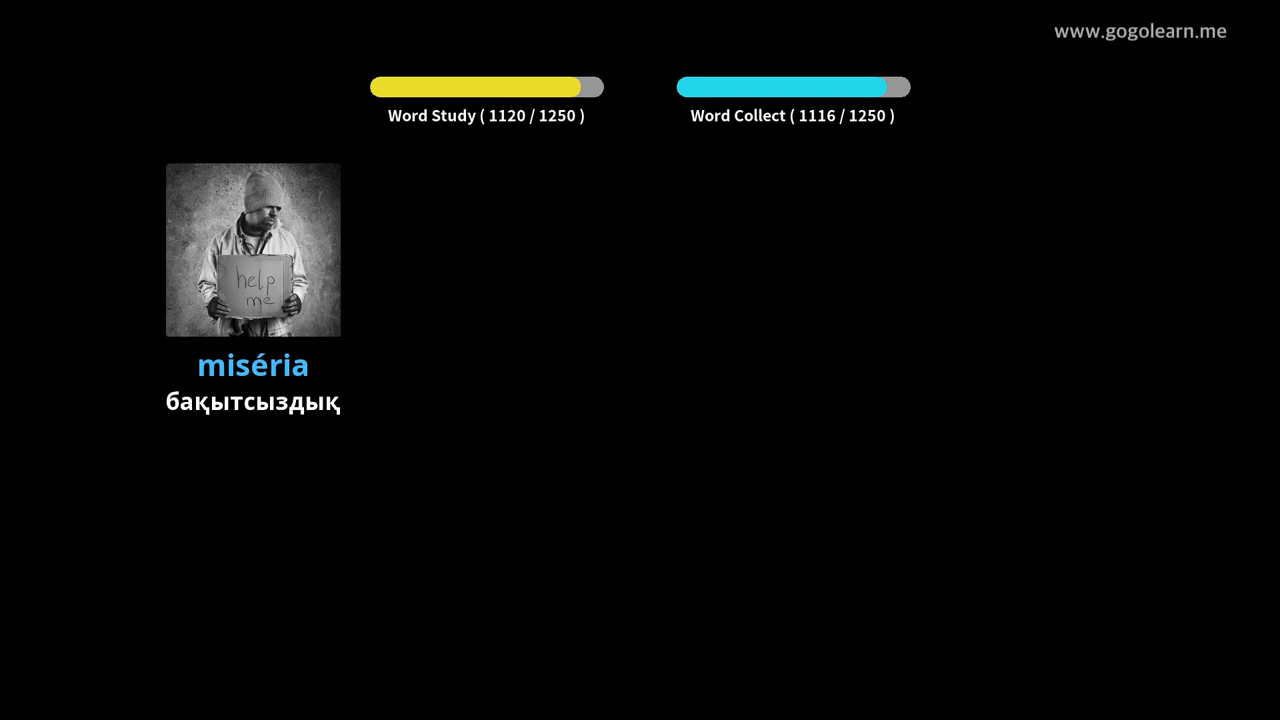 www.gogolearn.me
Word Study ( 1120 / 1250 )
Word Collect ( 1116 / 1250 )
help
me
miséria
бақытсыздық